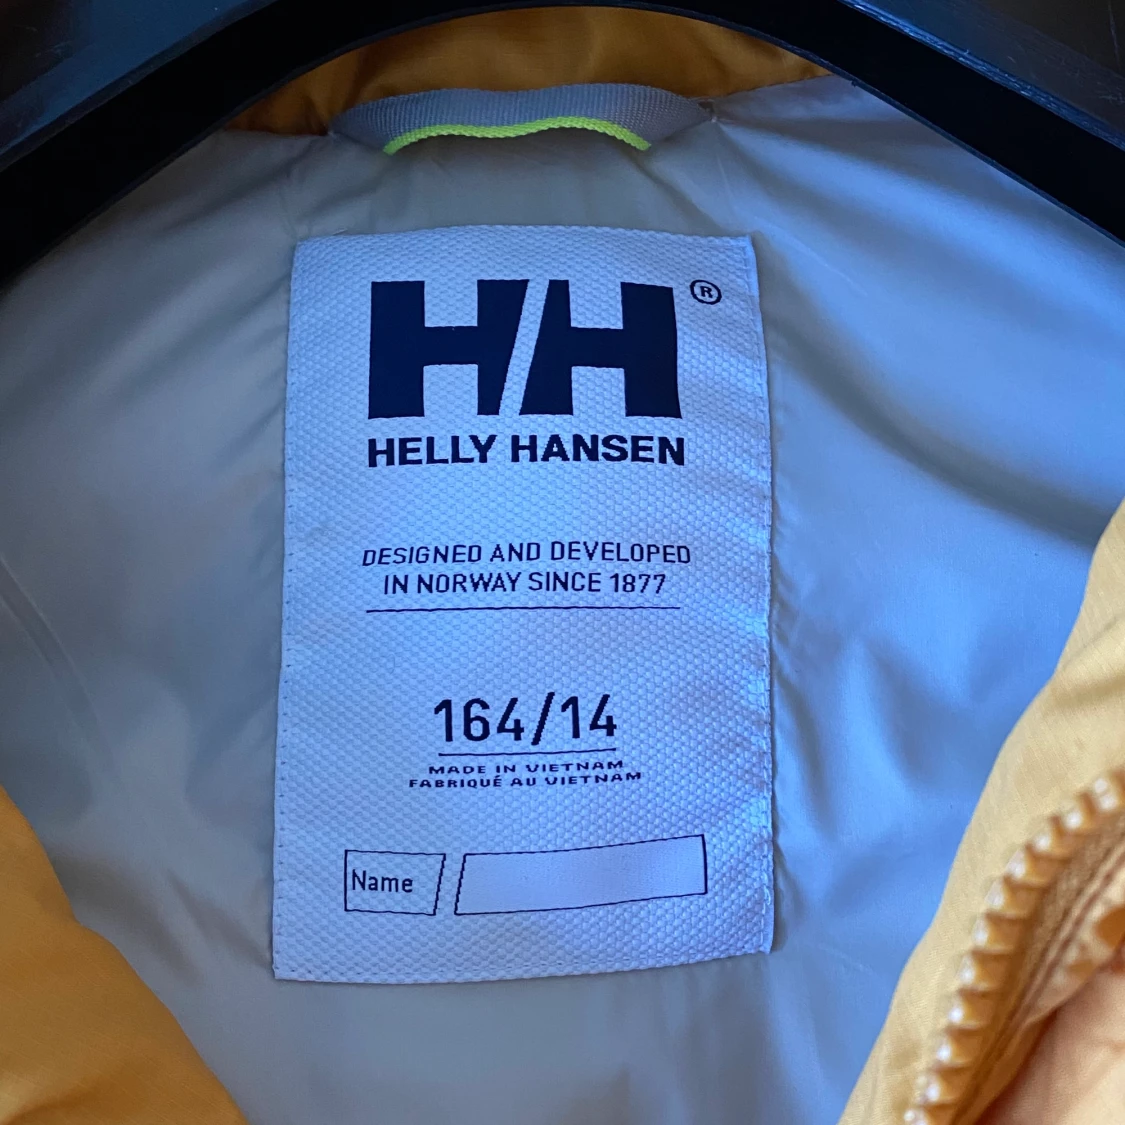 HH®
HELLY HANSEN
DESIGNED AND DEVELOPED
IN NORWAY SINCE 1877
164/14
MADE IN VIETNAM
FABRIQUÉ AU VIETNAM
Name